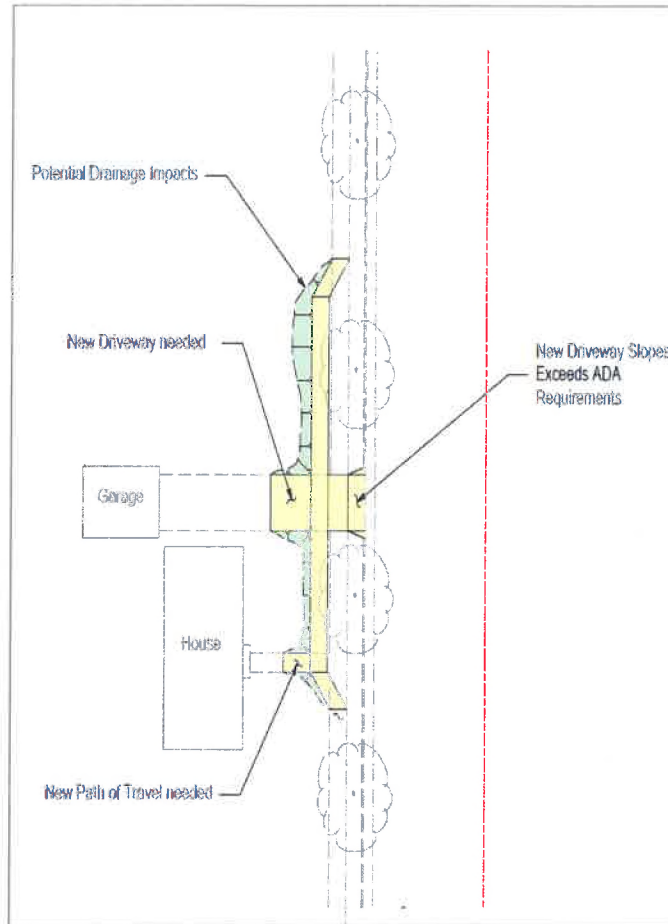 Potential Drainage Impacts
New Driveway needed
New Driveway Slopes
Exceeds ADA
Requirements
Garage
House
New Path of Travel needed